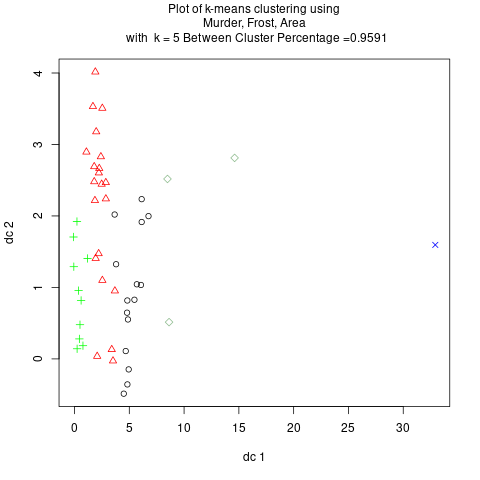 Plot of k-means clustering using
Murder, Frost, Area
with  k = 5 Between Cluster Percentage =0.9591
4
3
2
1
0
dc 2
0 5 10 15 20 25 30
dc 1